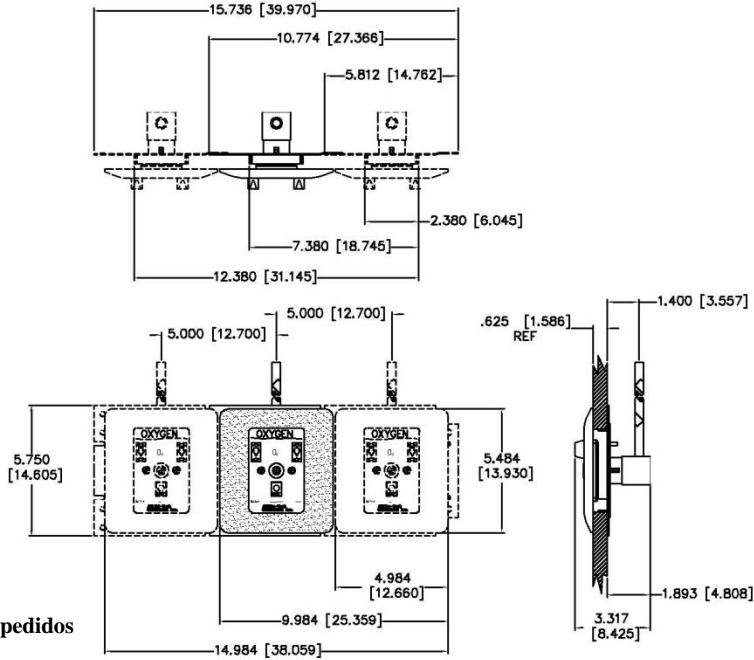 15.736 [39.970]
10.774 [27.366]
5.812 [14.762]
2.380 [6.045]
7.380 [18.745]
12.380 [31.145]
5.000 [12.700]
5.000 [12.700]
.625 [1.586]
REF
1.400 [3.557]
5.750
[14.605]
OXYGEN
O₂
OXYGEN
O₂
OXYGEN
O₂
5.484
[13.930]
4.984
[12.660]
9.984 [25.359]
14.984 [38.059]
1.893 [4.808]
3.317
[8.425]
pedidos